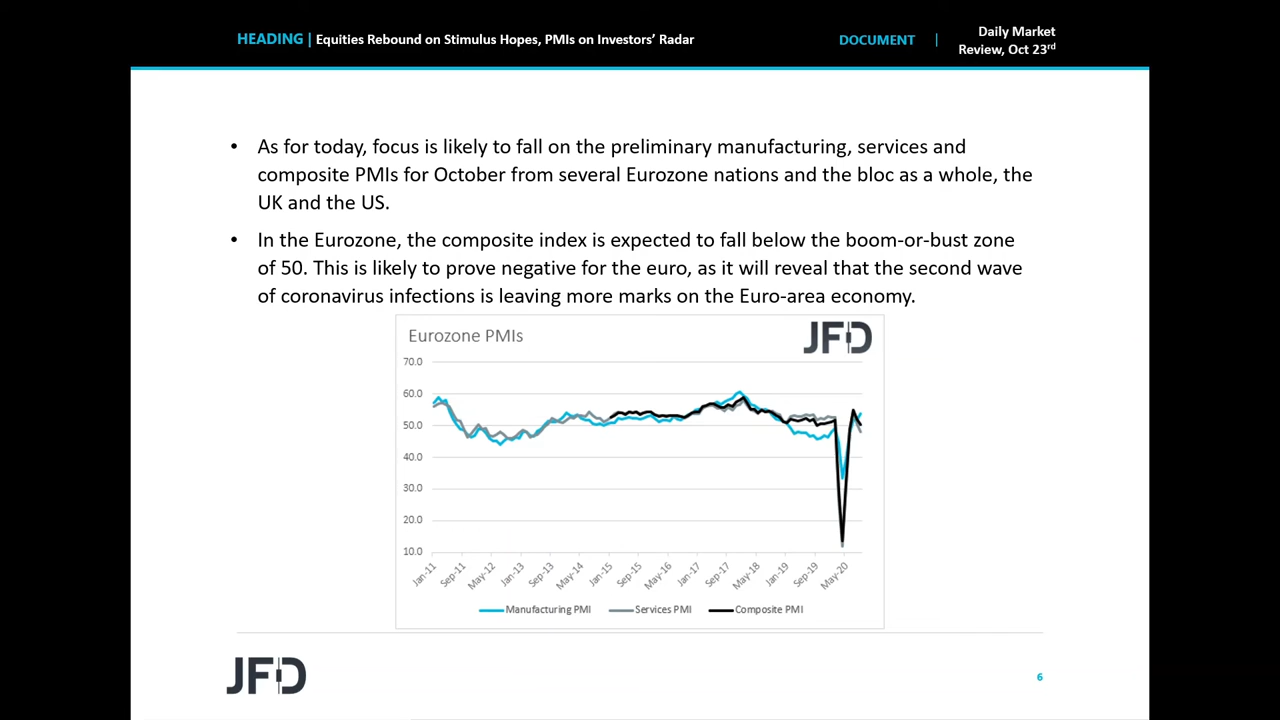 HEADING | Equities Rebound on Stimulus Hopes, PMIs on Investors' Radar
DOCUMENT | Daily Market
Review, Oct 23rd
• As for today, focus is likely to fall on the preliminary manufacturing, services and
composite PMIs for October from several Eurozone nations and the bloc as a whole, the
UK and the US.
• In the Eurozone, the composite index is expected to fall below the boom-or-bust zone
of 50. This is likely to prove negative for the euro, as it will reveal that the second wave
of coronavirus infections is leaving more marks on the Euro-area economy.
Eurozone PMIs
JFD
70.0
60.0
50.0
40.0
30.0
20.0
10.0
Jan-11 Sep-11 May-12 Jan-13 Sep-13 May-14 Jan-15 Sep-15 May-16 Jan-17 Sep-17 May-18 Jan-19 Sep-19 May-20
Manufacturing PMI Services PMI Composite PMI
JFD
6